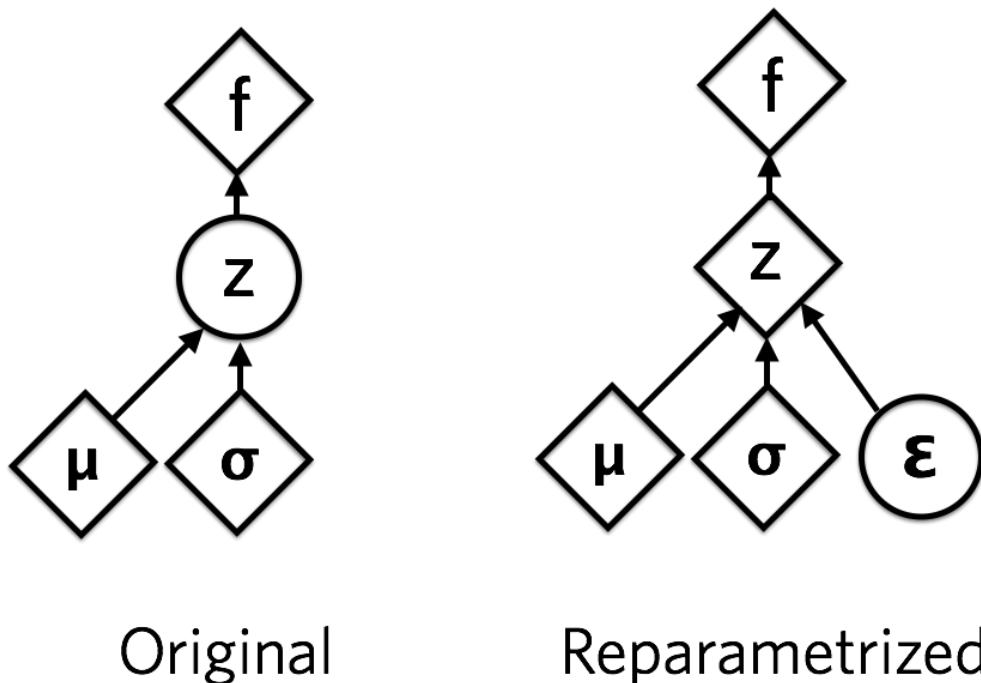 f f
z z
μ σ μ σ ε
Original Reparametrized